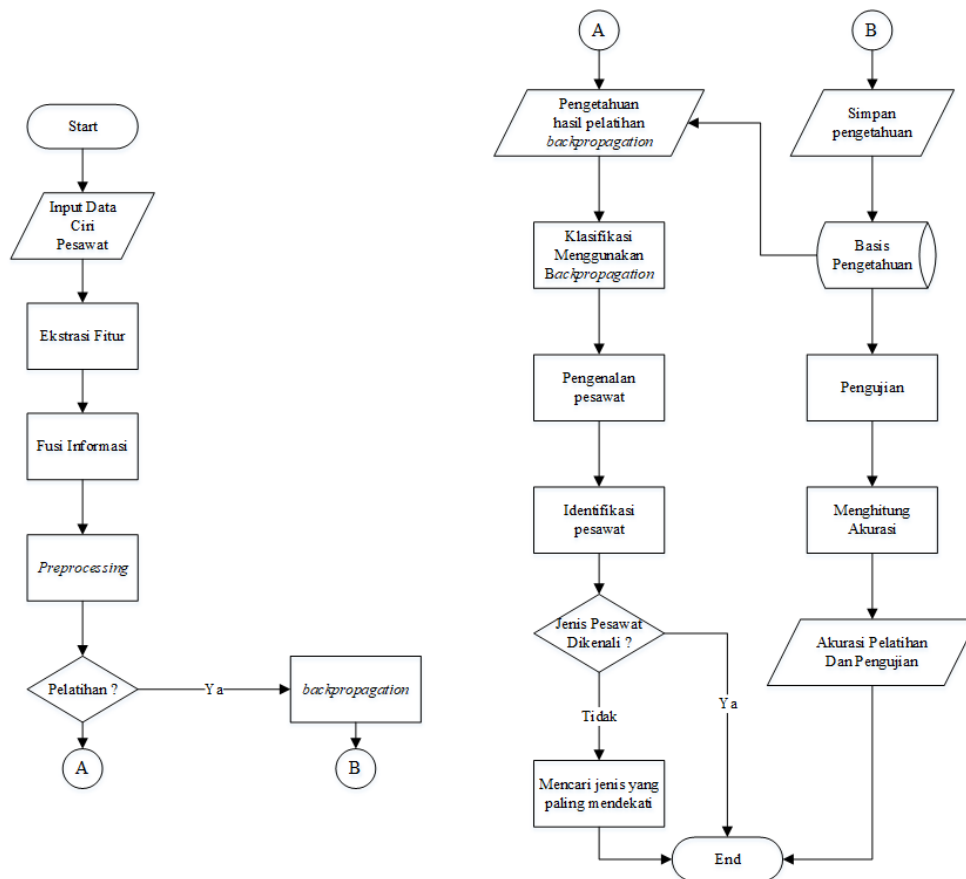 Start
Input Data
Ciri
Pesawat
Ekstrasi Fitur
Fusi Informasi
Preprocessing
Pelatihan ?
Ya
backpropagation
A
B
A
Pengetahuan
hasil pelatihan
backpropagation
Klasifikasi
Menggunakan
Backpropagation
Pengenalan
pesawat
Identifikasi
pesawat
Jenis Pesawat
Dikenali ?
Ya
Tidak
Mencari jenis yang
paling mendekati
End
B
Simpan
pengetahuan
Basis
Pengetahuan
Pengujian
Menghitung
Akurasi
Akurasi Pelatihan
Dan Pengujian